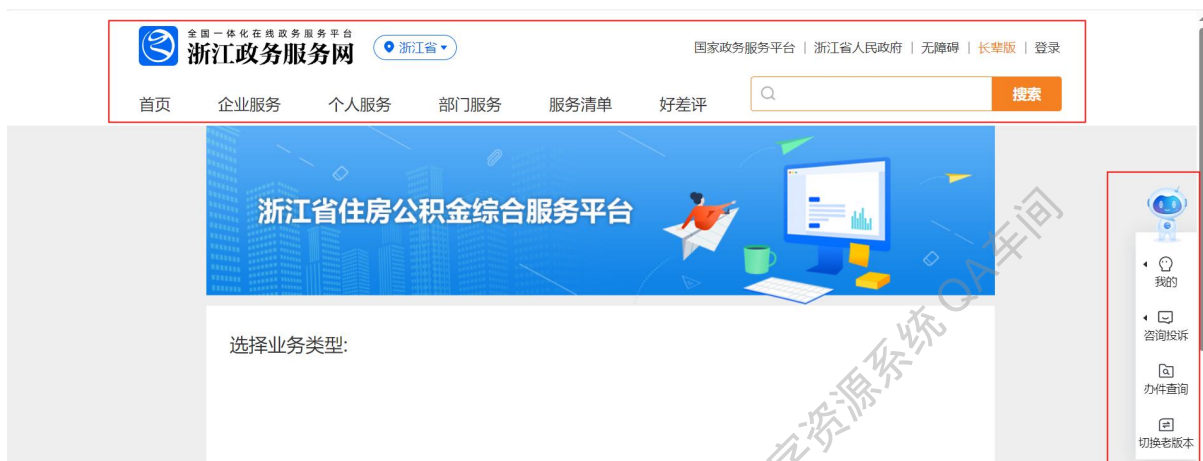 全国一体化在线政务服务平台
浙江政务服务网
浙江省
国家政务服务平台 | 浙江省人民政府 | 无障碍 | 长辈版 | 登录
首页 企业服务 个人服务 部门服务 服务清单 好差评
搜索
浙江省住房公积金综合服务平台
选择业务类型:
我的
咨询投诉
办件查询
切换老版本
字资源系统 QA车间